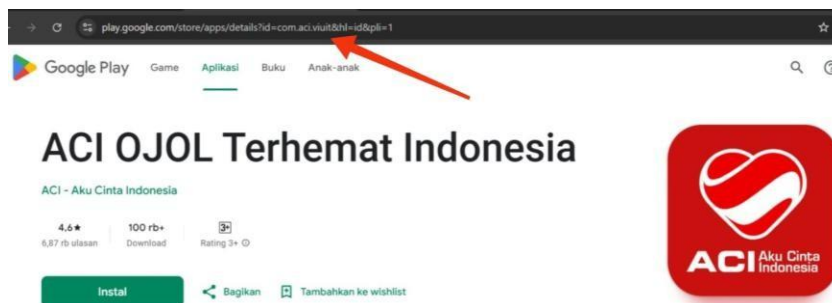 play.google.com/store/apps/details?id=com.aci.viuit&hl=id&pli=1
Google Play Game Aplikasi Buku Anak-anak
ACI OJOL Terhemat Indonesia
ACI - Aku Cinta Indonesia
4,6★ 100 rb+ 3+
6,87 rb ulasan Download Rating 3+
Instal Bagikan Tambahkan ke wishlist
ACI Aku Cinta
Indonesia